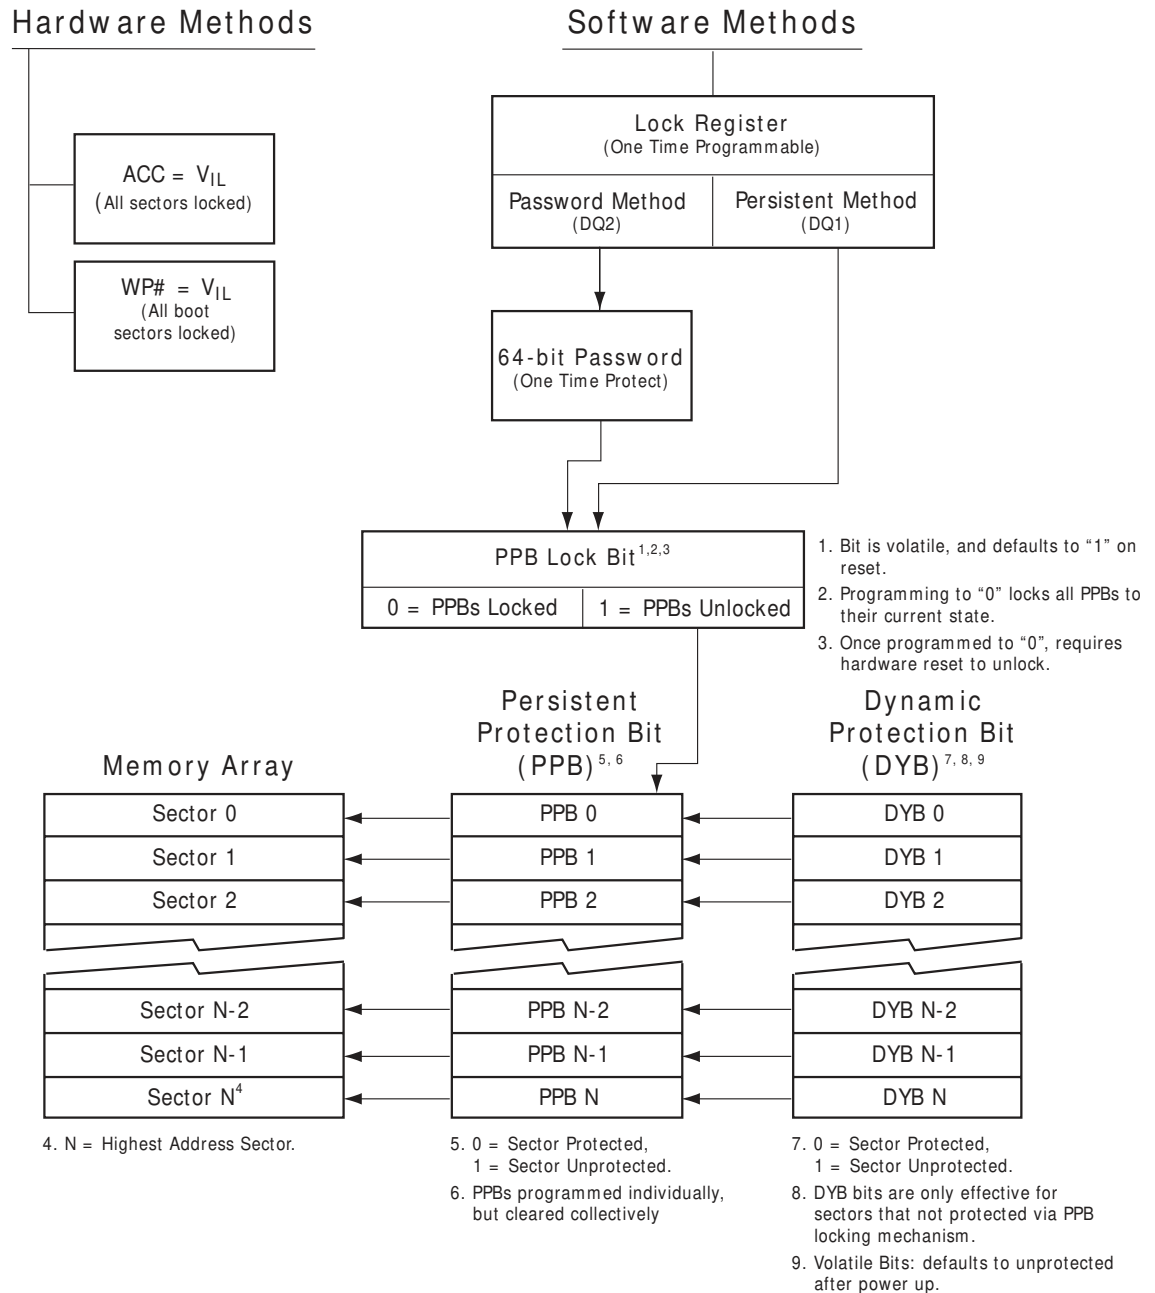 Hardware Methods
Software Methods
ACC = VIL
(All sectors locked)
WP# = VIL
(All boot
sectors locked)
Lock Register
(One Time Programmable)
Password Method
(DQ2)
Persistent Method
(DQ1)
64-bit Password
(One Time Protect)
PPB Lock Bit1,2,3
0 = PPBs Locked
1 = PPBs Unlocked
1. Bit is volatile, and defaults to “1” on
reset.
2. Programming to “0” locks all PPBs to
their current state.
3. Once programmed to “0”, requires
hardware reset to unlock.
Memory Array
Persistent
Protection Bit
(PPB)5, 6
Dynamic
Protection Bit
(DYB)7, 8, 9
Sector 0
PPB 0
DYB 0
Sector 1
PPB 1
DYB 1
Sector 2
PPB 2
DYB 2
Sector N-2
PPB N-2
DYB N-2
Sector N-1
PPB N-1
DYB N-1
Sector N4
PPB N
DYB N
4. N = Highest Address Sector.
5. 0 = Sector Protected,
1 = Sector Unprotected.
6. PPBs programmed individually,
but cleared collectively
7. 0 = Sector Protected,
1 = Sector Unprotected.
8. DYB bits are only effective for
sectors that not protected via PPB
locking mechanism.
9. Volatile Bits: defaults to unprotected
after power up.